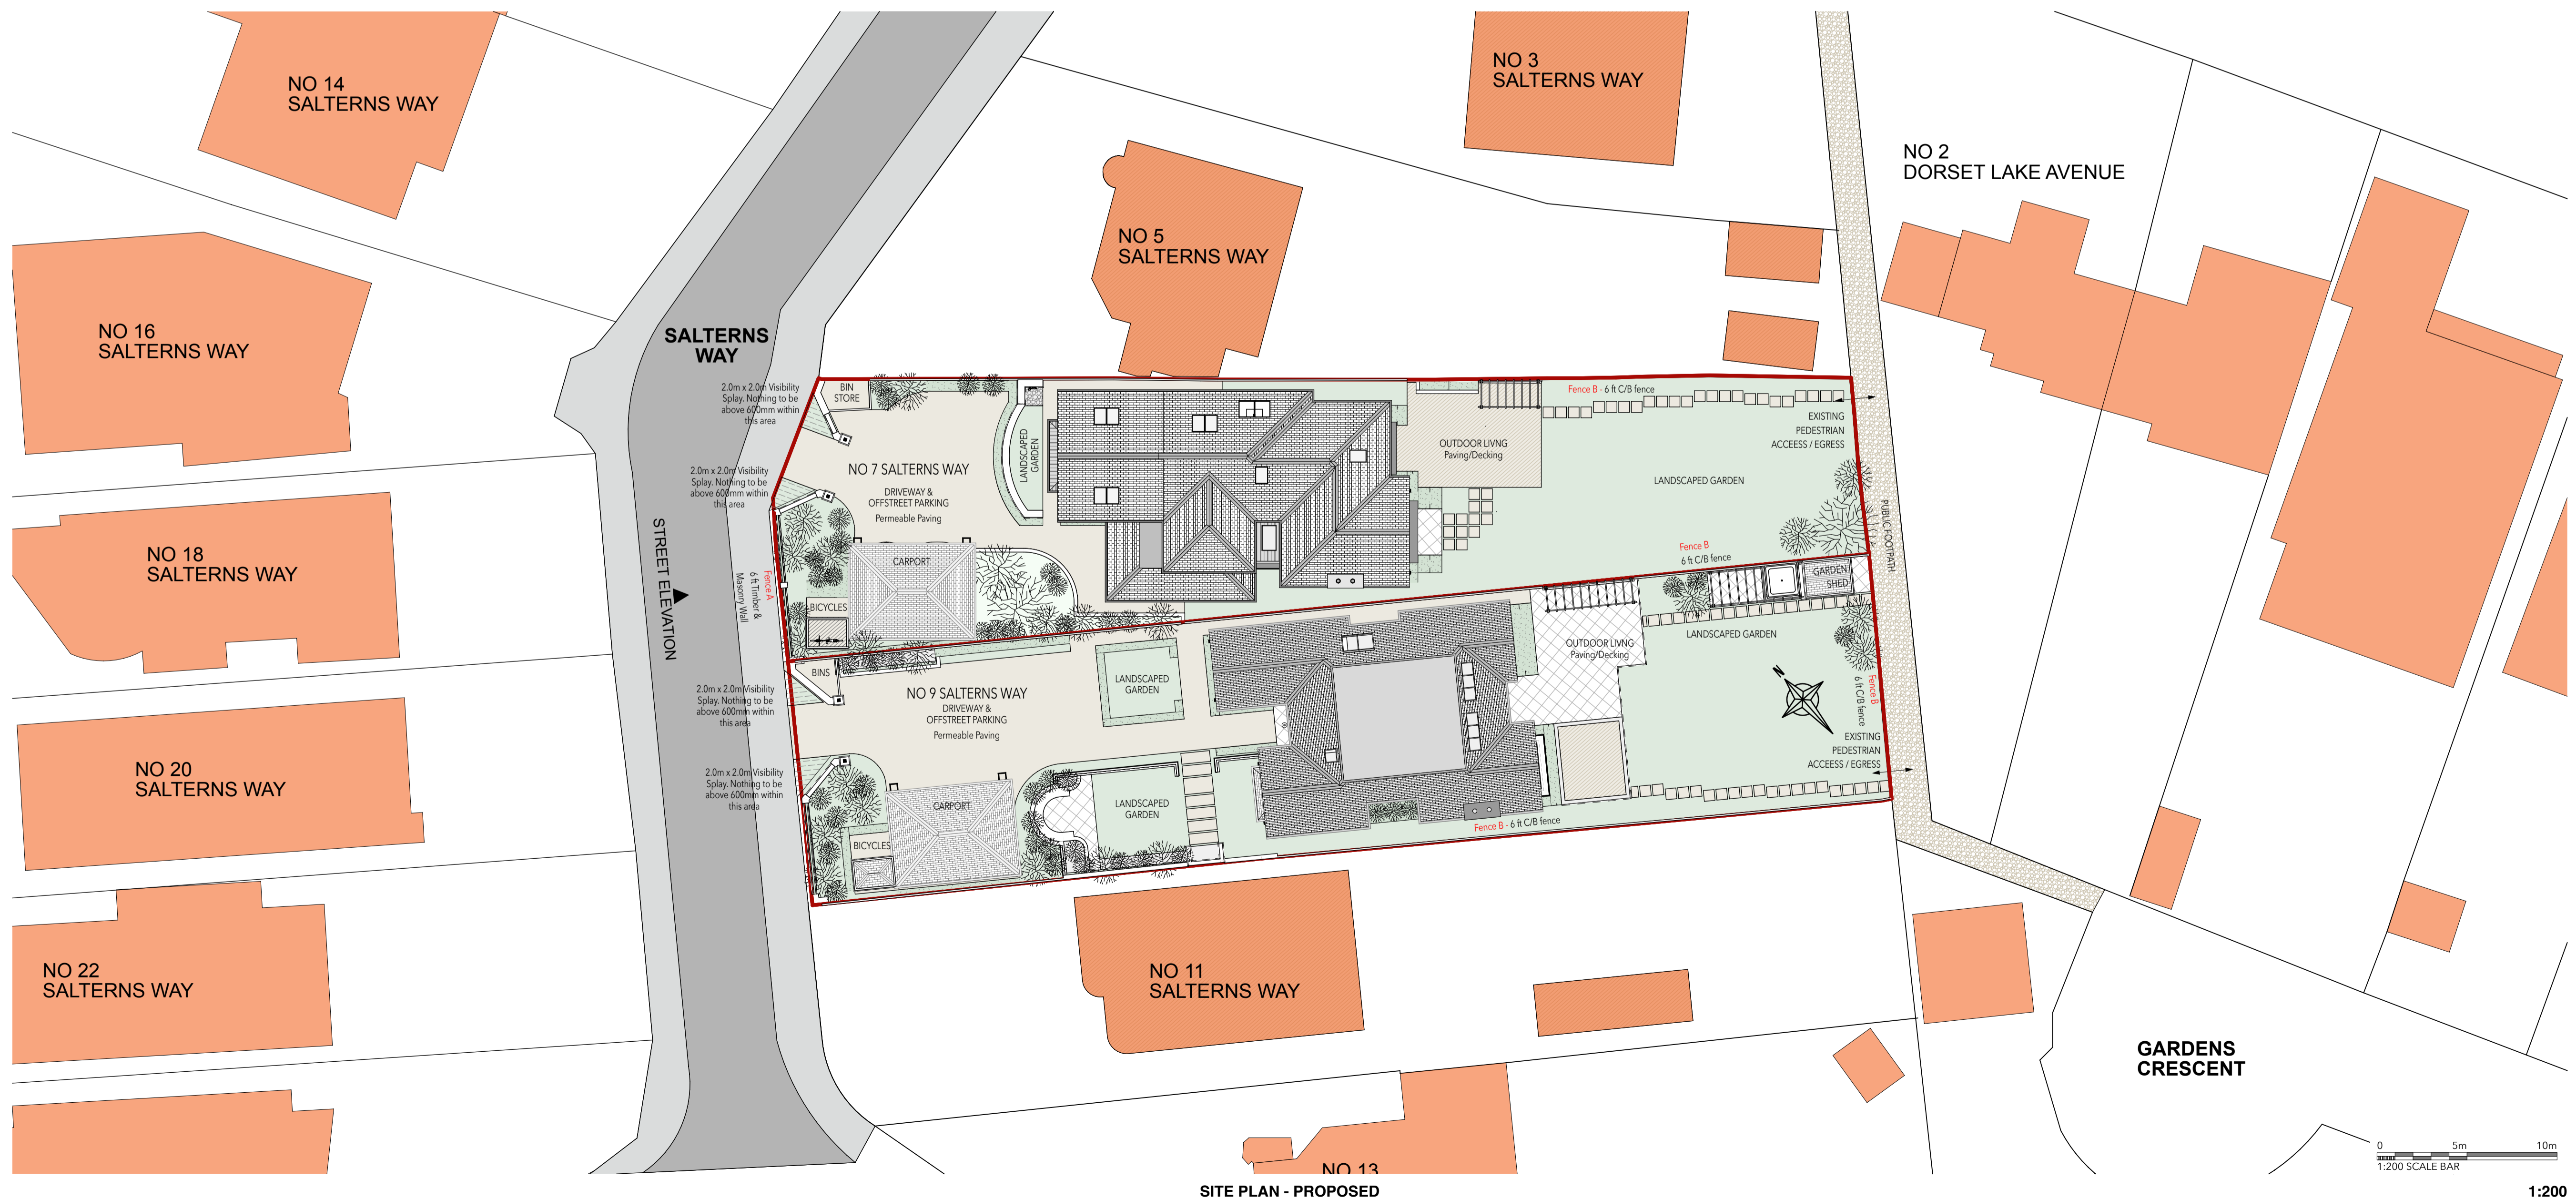 NO 14
SALTERNS WAY
NO 3
SALTERNS WAY
NO 2
DORSET LAKE AVENUE
NO 5
SALTERNS WAY
NO 16
SALTERNS WAY
SALTERNS
WAY
2.0m x 2.0m Visibility
Splay. Nothing to be
above 600mm within
this area
BIN
STORE
Fence B - 6 ft C/B fence
EXISTING
PEDESTRIAN
ACCEESS / EGRESS
LANDSCAPED
GARDEN
OUTDOOR LIVNG
Paving/Decking
NO 7 SALTERNS WAY
DRIVEWAY &
OFFSTREET PARKING
Permeable Paving
2.0m x 2.0m Visibility
Splay. Nothing to be
above 600mm within
this area
LANDSCAPED GARDEN
PUBLIC FOOTPATH
STREET ELEVATION
NO 18
SALTERNS WAY
CARPORT
Fence A
6 ft Timber &
Masonry Wall
BICYCLES
Fence B
6 ft C/B fence
GARDEN
SHED
LANDSCAPED GARDEN
OUTDOOR LIVNG
Paving/Decking
BINS
NO 9 SALTERNS WAY
DRIVEWAY &
OFFSTREET PARKING
Permeable Paving
LANDSCAPED
GARDEN
2.0m x 2.0m Visibility
Splay. Nothing to be
above 600mm within
this area
N
Fence B
6 ft C/B fence
EXISTING
PEDESTRIAN
ACCEESS / EGRESS
NO 20
SALTERNS WAY
2.0m x 2.0m Visibility
Splay. Nothing to be
above 600mm within
this area
CARPORT
LANDSCAPED
GARDEN
BICYCLES
Fence B - 6 ft C/B fence
NO 22
SALTERNS WAY
NO 11
SALTERNS WAY
GARDENS
CRESCENT
NO 13
0 5m 10m
1:200 SCALE BAR
SITE PLAN - PROPOSED
1:200